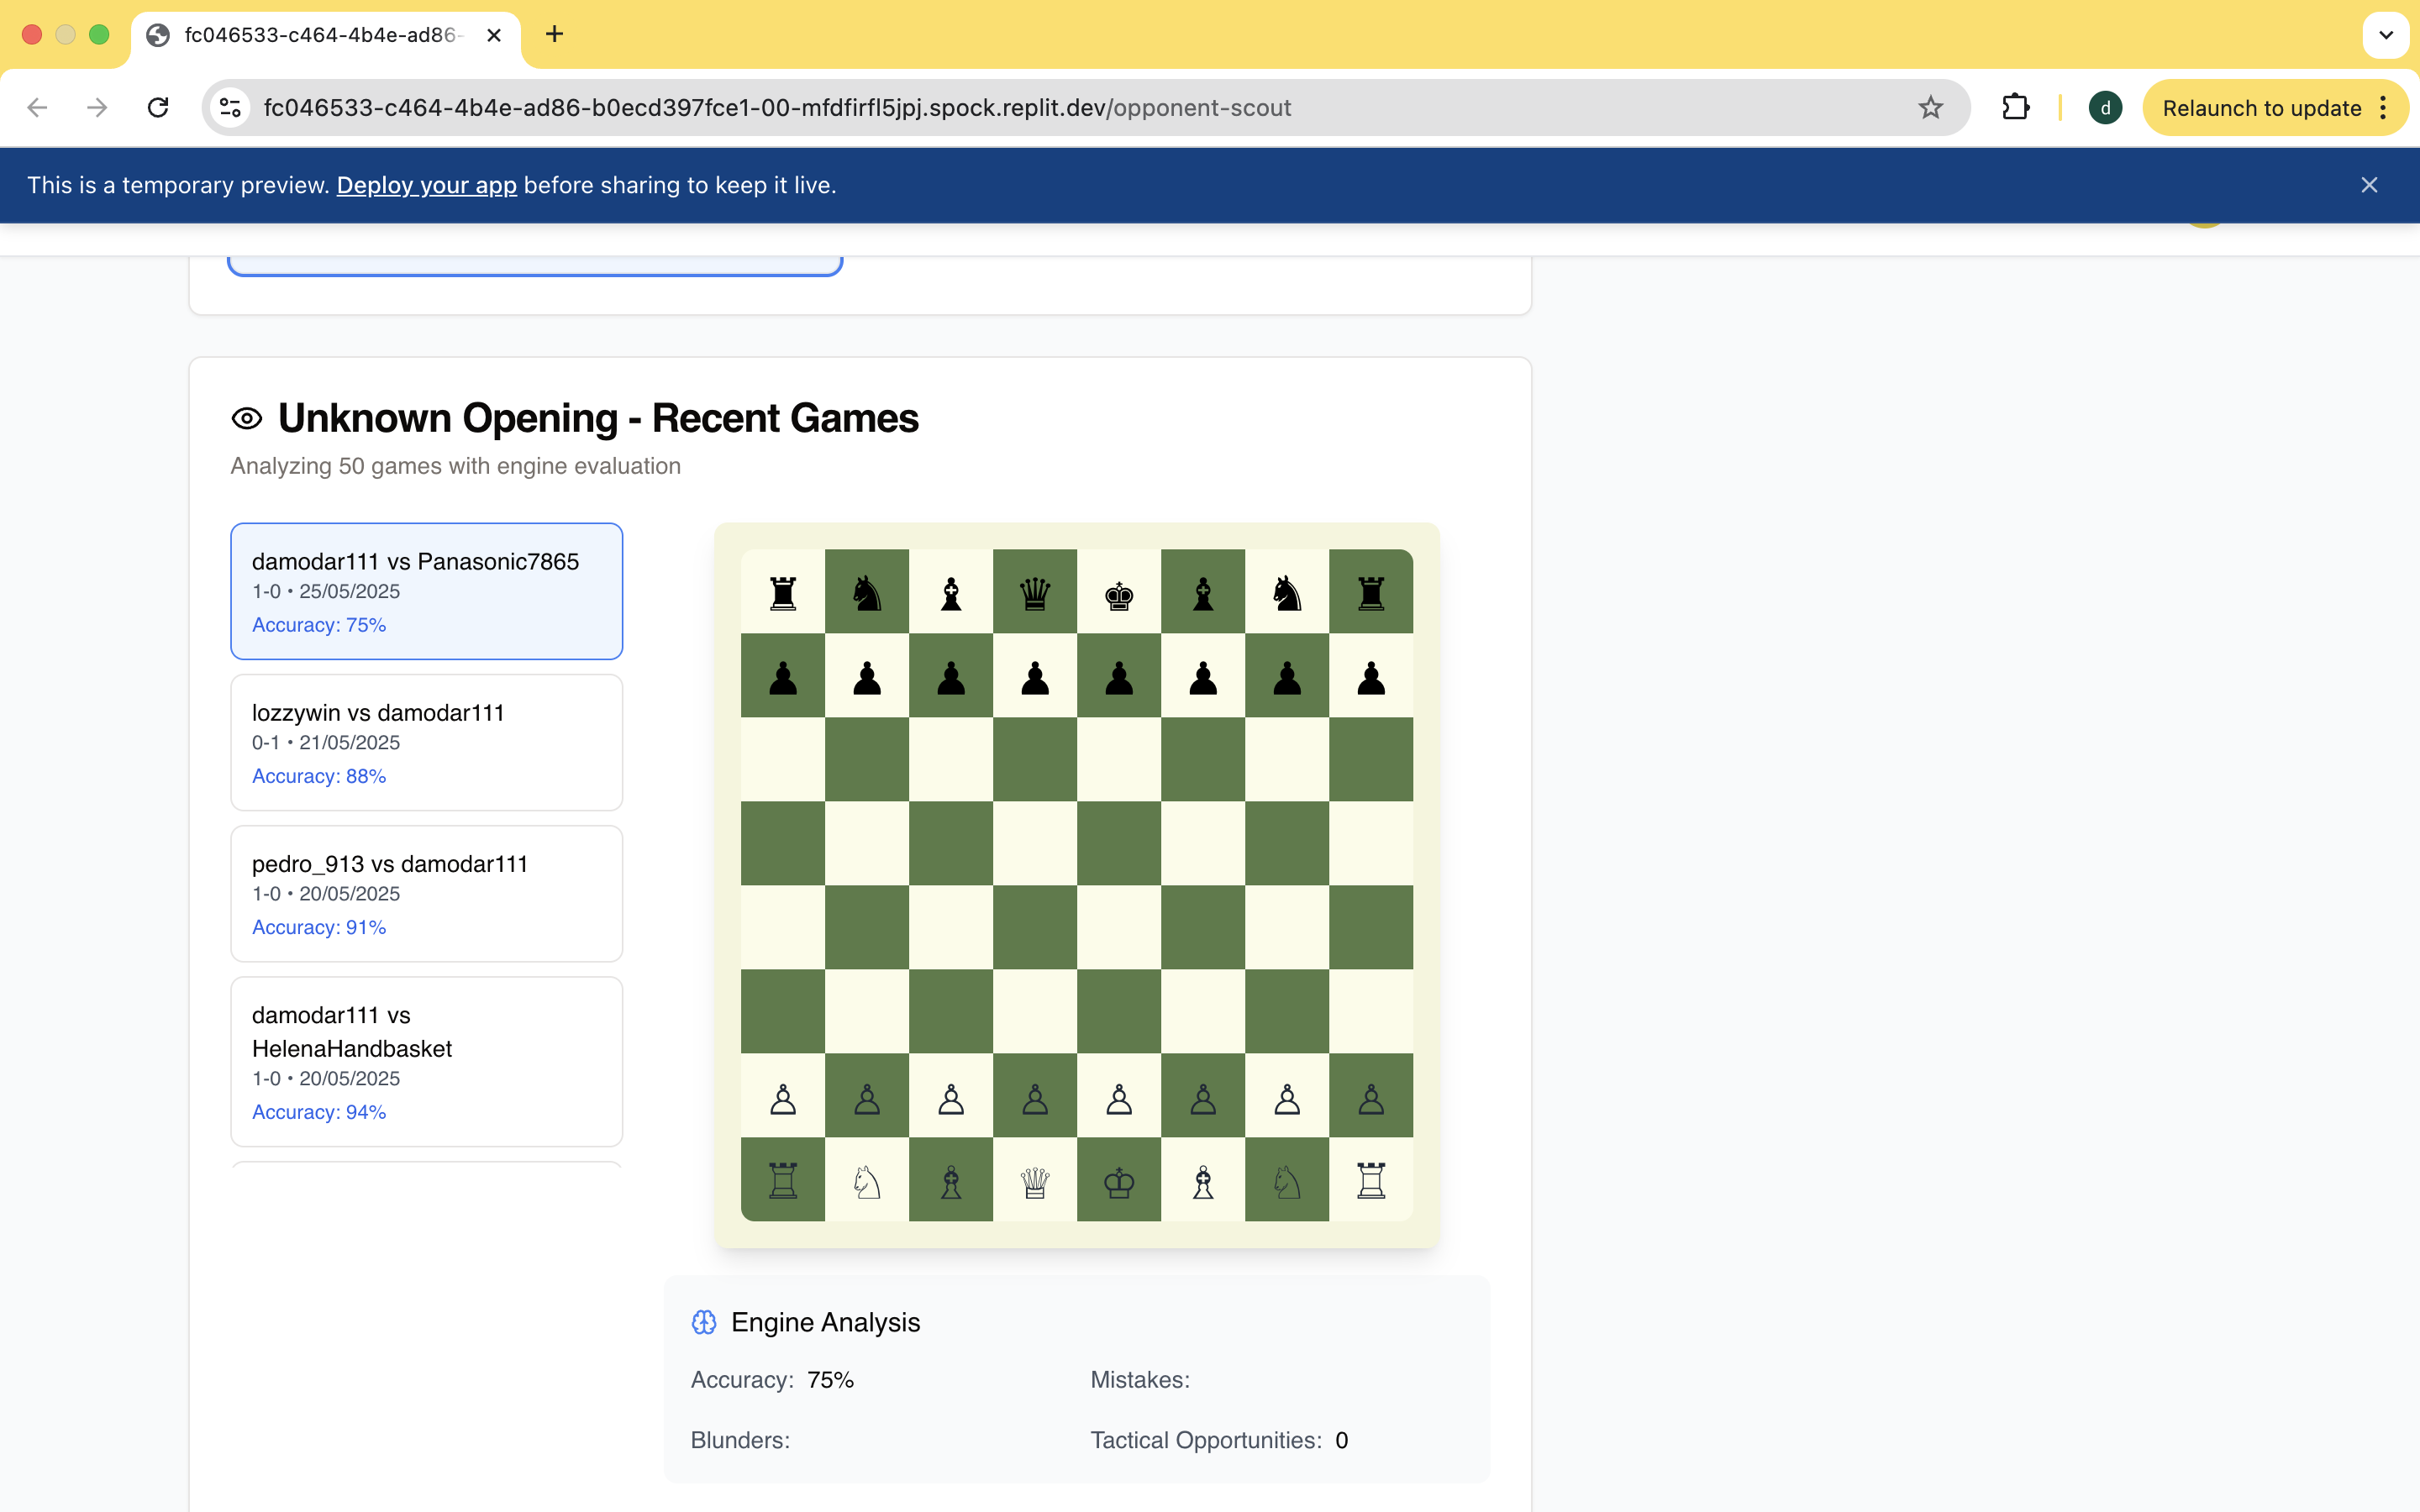 fc046533-c464-4b4e-ad86-
fc046533-c464-4b4e-ad86-b0ecd397fce1-00-mfdfirfl5jpj.spock.replit.dev/opponent-scout
d
Relaunch to update
This is a temporary preview. Deploy your app before sharing to keep it live.
Unknown Opening - Recent Games
Analyzing 50 games with engine evaluation
damodar111 vs Panasonic7865
1-0 • 25/05/2025
Accuracy: 75%
lozzywin vs damodar111
0-1 • 21/05/2025
Accuracy: 88%
pedro_913 vs damodar111
1-0 • 20/05/2025
Accuracy: 91%
damodar111 vs
HelenaHandbasket
1-0 • 20/05/2025
Accuracy: 94%
Engine Analysis
Accuracy: 75%
Mistakes:
Blunders:
Tactical Opportunities: 0